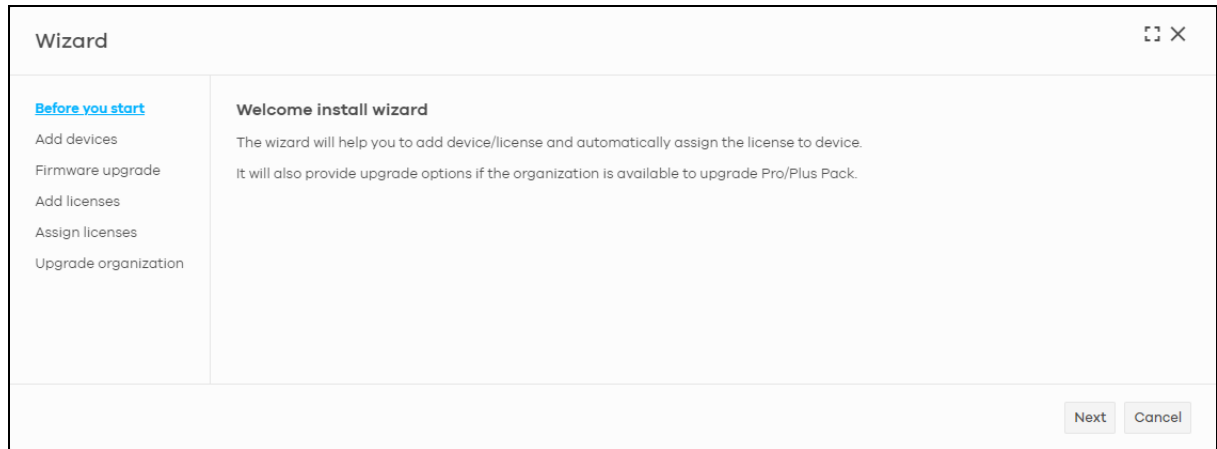 Wizard
Before you start
Add devices
Firmware upgrade
Add licenses
Assign licenses
Upgrade organization
Welcome install wizard
The wizard will help you to add device/license and automatically assign the license to device.
It will also provide upgrade options if the organization is available to upgrade Pro/Plus Pack.
Next Cancel